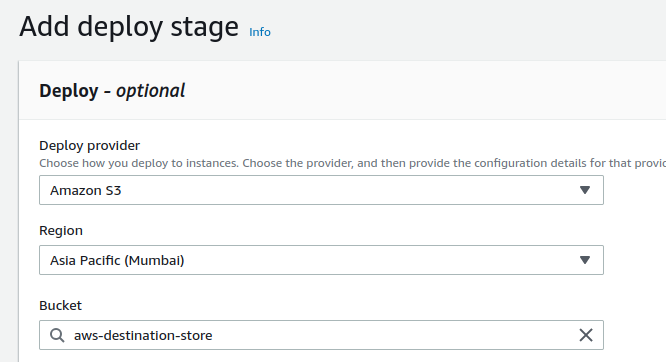 Add deploy stage Info
Deploy - optional
Deploy provider
Choose how you deploy to instances. Choose the provider, and then provide the configuration details for that
Amazon S3
Region
Asia Pacific (Mumbai)
Bucket
aws-destination-store